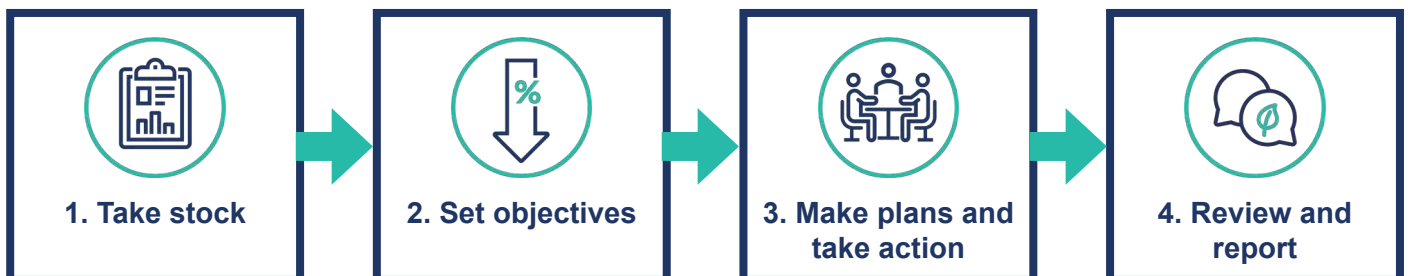 %
1. Take stock
2. Set objectives
3. Make plans and
take action
4. Review and
report